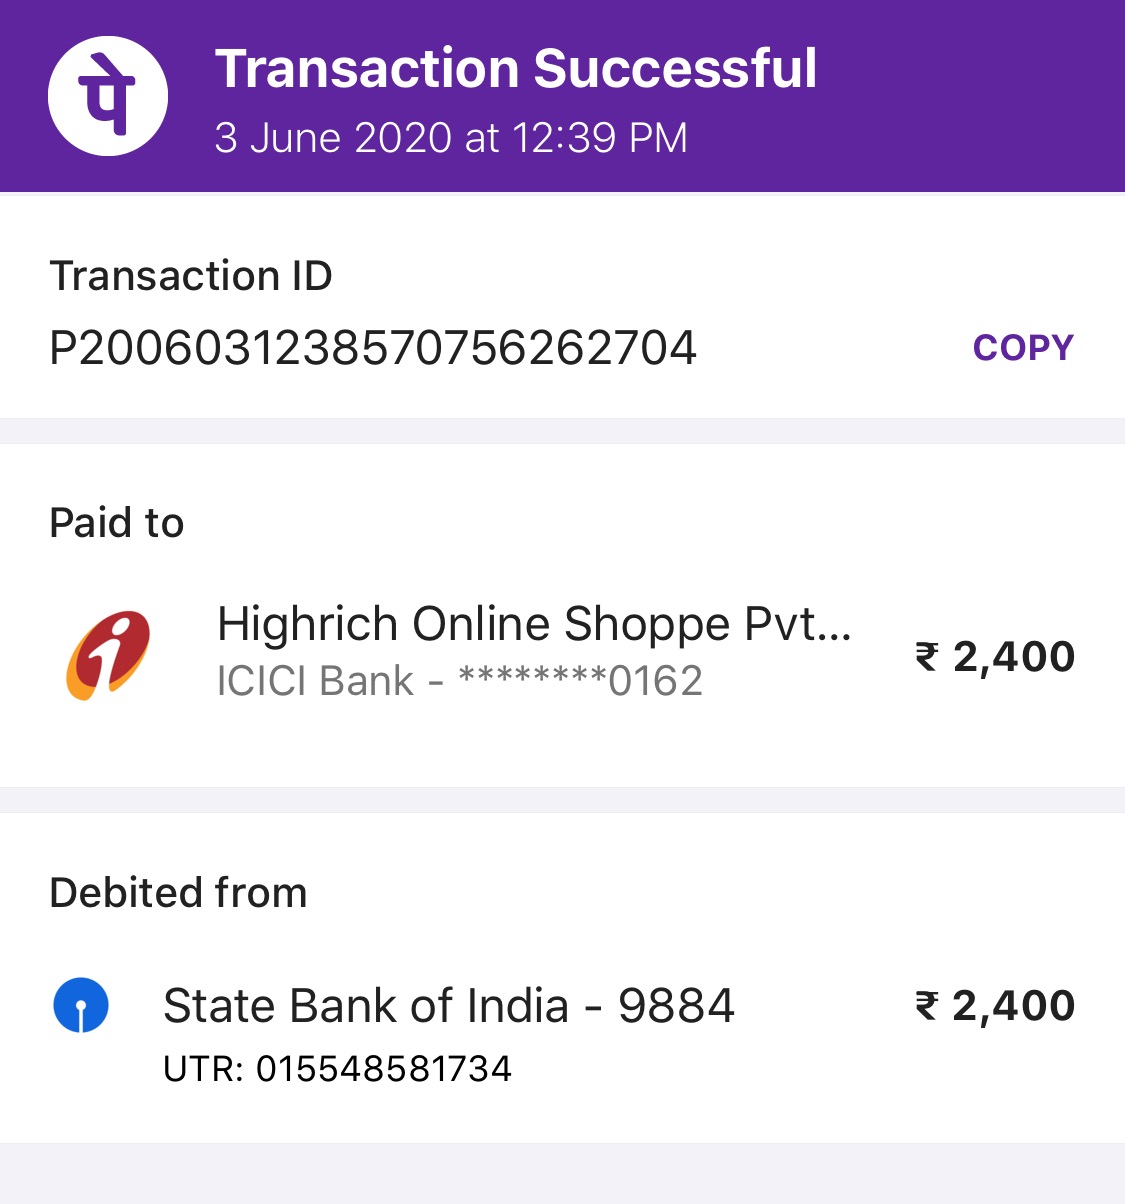 पे
Transaction Successful
3 June 2020 at 12:39 PM
Transaction ID
P2006031238570756262704
COPY
Paid to
Highrich Online Shoppe Pvt...
ICICI Bank - ********0162
₹ 2,400
Debited from
State Bank of India - 9884
₹ 2,400
UTR: 015548581734